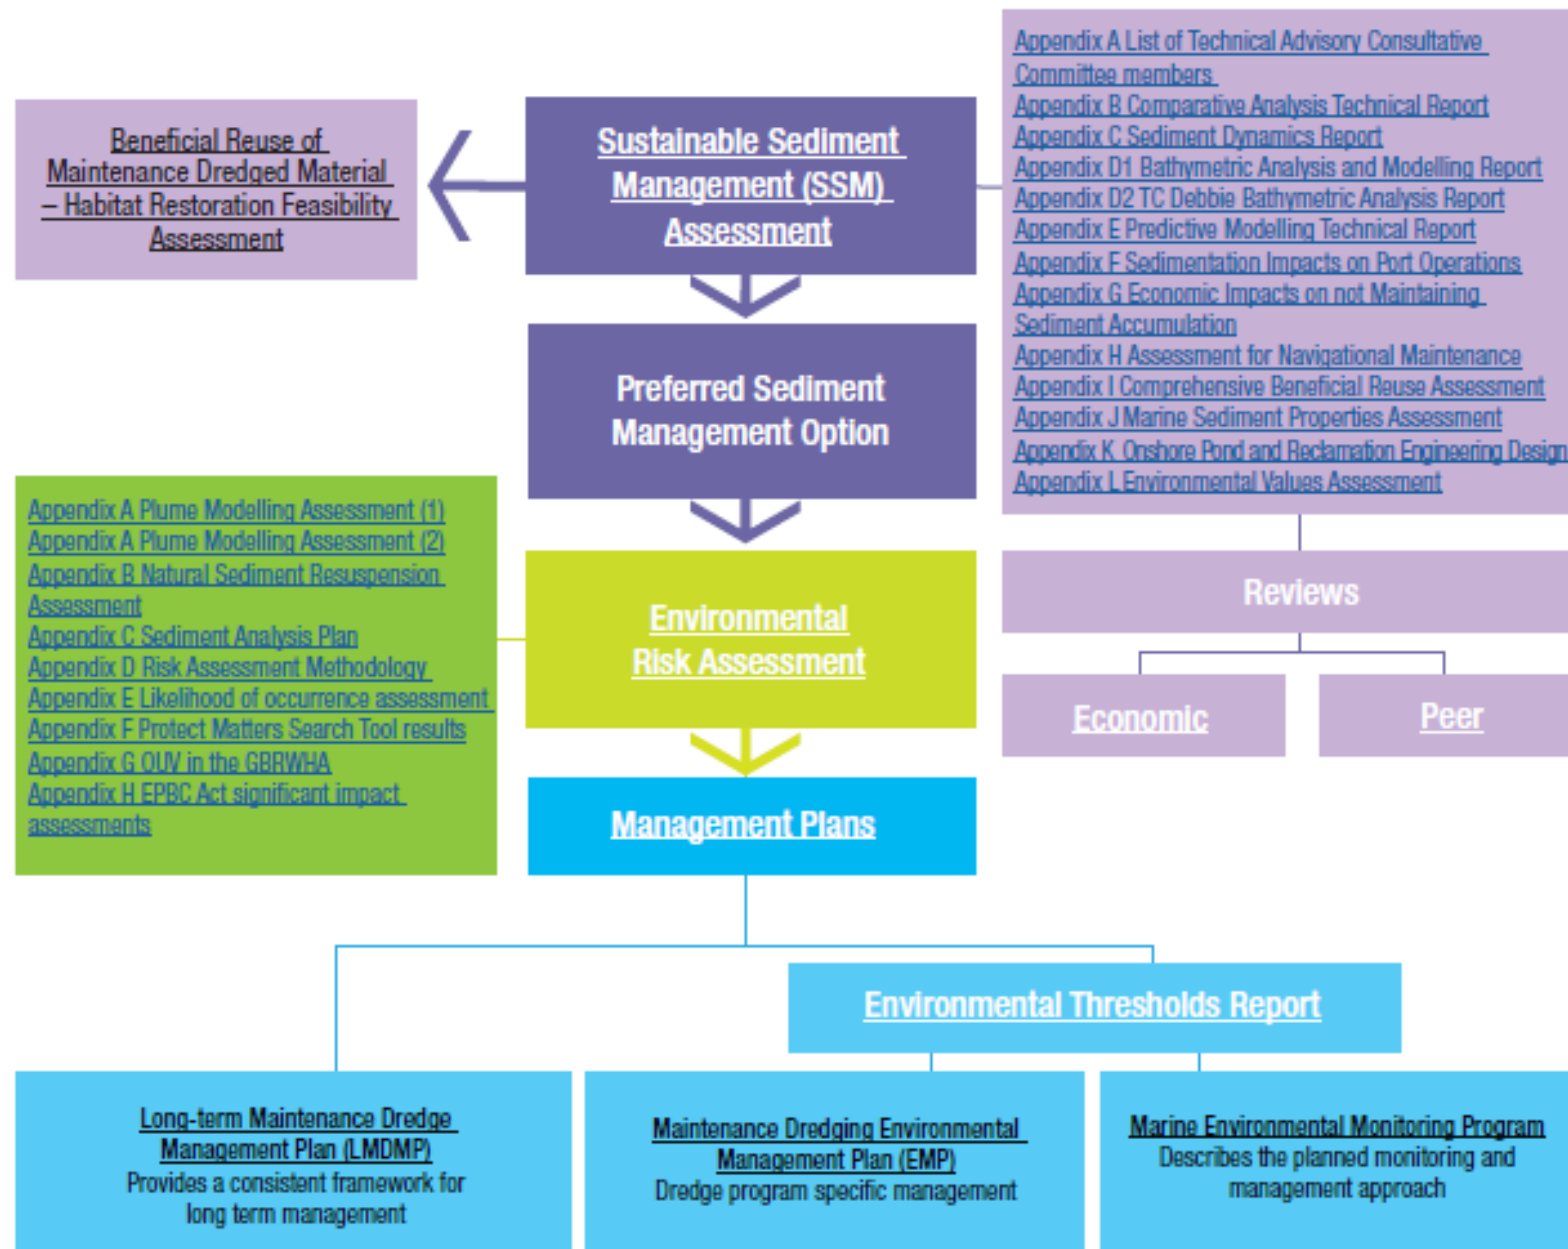 Beneficial Reuse of
Maintenance Dredged Material
– Habitat Restoration Feasibility
Assessment
Sustainable Sediment
Management (SSM)
Assessment
Appendix A List of Technical Advisory Consultative
Committee members
Appendix B Comparative Analysis Technical Report
Appendix C Sediment Dynamics Report
Appendix D1 Bathymetric Analysis and Modelling Report
Appendix D2 TC Debbie Bathymetric Analysis Report
Appendix E Predictive Modelling Technical Report
Appendix F Sedimentation Impacts on Port Operations
Appendix G Economic Impacts on not Maintaining
Sediment Accumulation
Appendix H Assessment for Navigational Maintenance
Appendix I Comprehensive Beneficial Reuse Assessment
Appendix J Marine Sediment Properties Assessment
Appendix K Onshore Pond and Reclamation Engineering Design
Appendix L Environmental Values Assessment
Preferred Sediment
Management Option
Reviews
Economic
Peer
Appendix A Plume Modelling Assessment (1)
Appendix A Plume Modelling Assessment (2)
Appendix B Natural Sediment Resuspension
Assessment
Appendix C Sediment Analysis Plan
Appendix D Risk Assessment Methodology
Appendix E Likelihood of occurrence assessment
Appendix F Protect Matters Search Tool results
Appendix G OUV in the GBRWHA
Appendix H EPBC Act significant impact
assessments
Environmental
Risk Assessment
Management Plans
Environmental Thresholds Report
Long-term Maintenance Dredge
Management Plan (LMDMP)
Provides a consistent framework for
long term management
Maintenance Dredging Environmental
Management Plan (EMP)
Dredge program specific management
Marine Environmental Monitoring Program
Describes the planned monitoring and
management approach